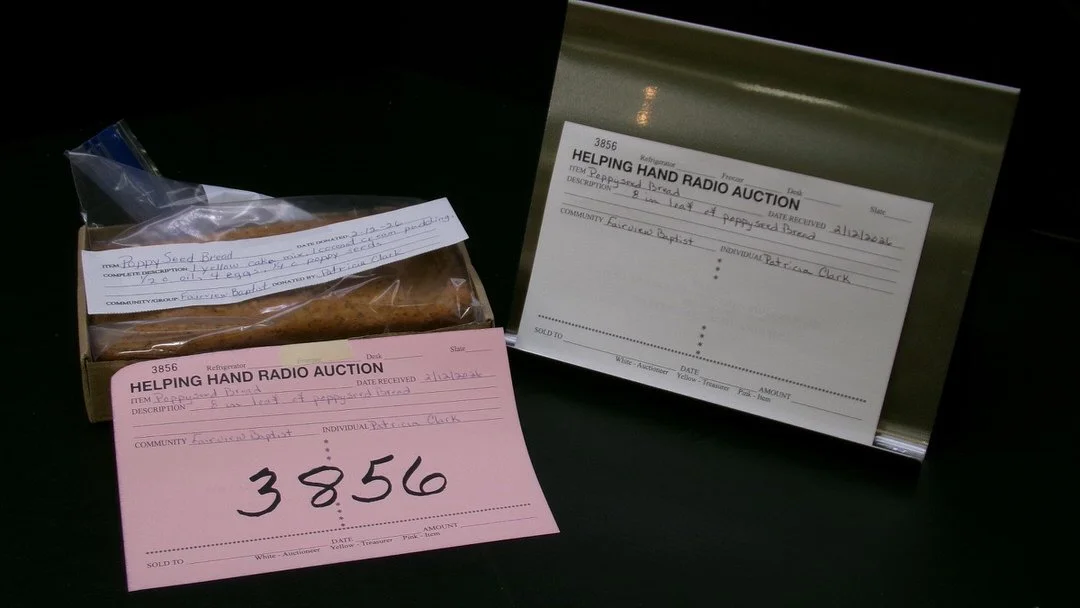 ITEM Poppy Seed Bread DATE DONATED 2-12-26
COMPLETE DESCRIPTION 1 yellow cake mix 1 coconut cream pudding,
1/2 c. oil, 4 eggs, 1/4 c poppy seeds
COMMUNITY/GROUP Fairview Baptist DONATED BY Patricia Clark
3856 Refrigerator Freezer Desk Slate
HELPING HAND RADIO AUCTION
ITEM Poppyseed Bread DATE RECEIVED 2/12/2026
DESCRIPTION 8 in loaf of poppyseed Bread
COMMUNITY Fairview Baptist INDIVIDUAL Patricia Clark
3856
SOLD TO DATE AMOUNT
White - Auctioneer Yellow - Treasurer Pink - Item
3856 Refrigerator Freezer Desk Slate
HELPING HAND RADIO AUCTION
ITEM Poppyseed Bread DATE RECEIVED 2/12/2026
DESCRIPTION 8 in loaf of poppyseed Bread
COMMUNITY Fairview Baptist INDIVIDUAL Patricia Clark
SOLD TO DATE AMOUNT
White - Auctioneer Yellow - Treasurer Pink - Item